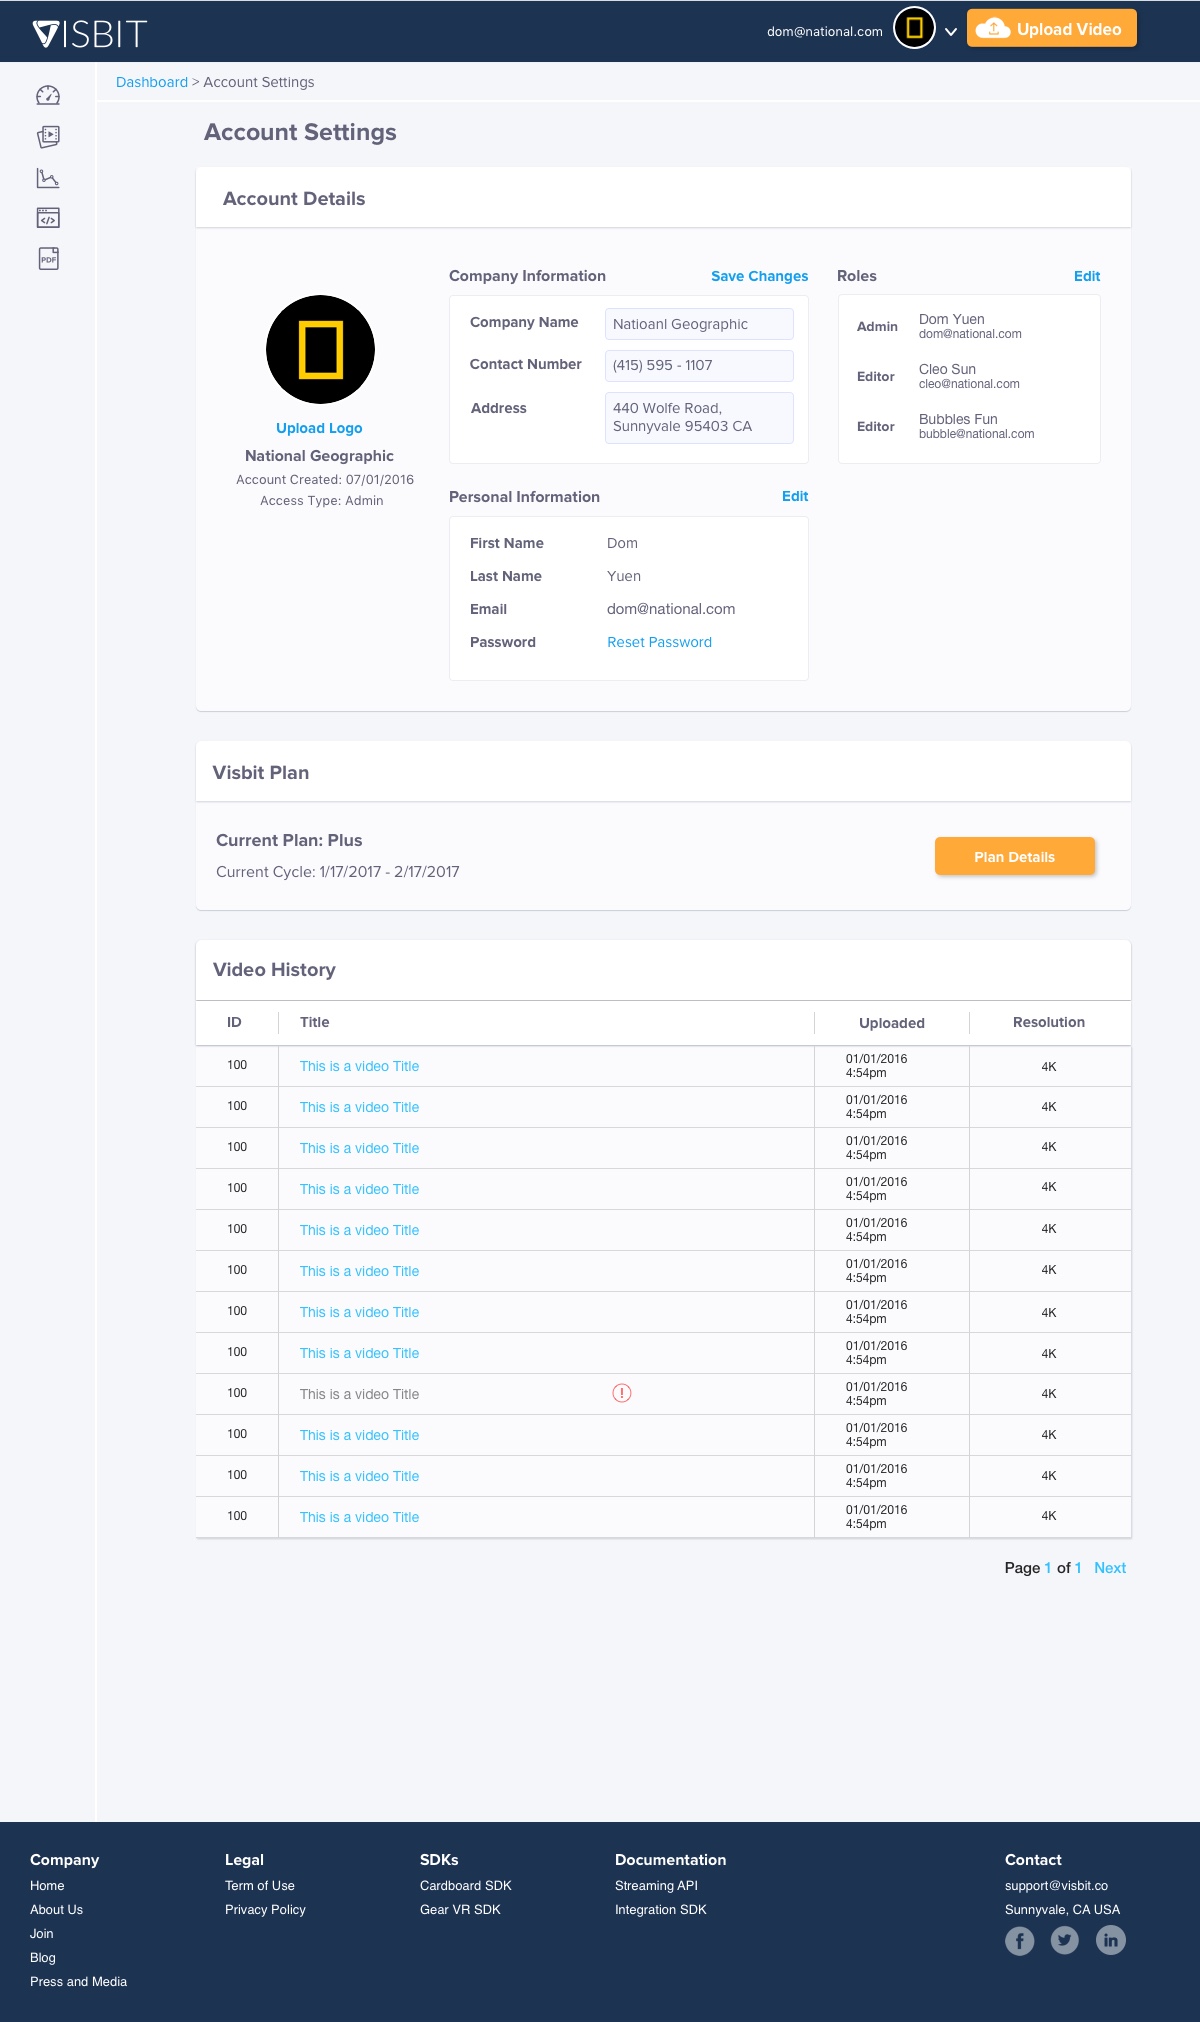 VISBIT
dom@national.com
Upload Video
Dashboard > Account Settings
Account Settings
Account Details
PDF
Upload Logo
National Geographic
Account Created: 07/01/2016
Access Type: Admin
Company Information
Save Changes
Company Name
Natioanl Geographic
Contact Number
(415) 595 - 1107
Address
440 Wolfe Road,
Sunnyvale 95403 CA
Roles
Edit
Admin
Dom Yuen
dom@national.com
Editor
Cleo Sun
cleo@national.com
Editor
Bubbles Fun
bubble@national.com
Personal Information
Edit
First Name
Dom
Last Name
Yuen
Email
dom@national.com
Password
Reset Password
Visbit Plan
Current Plan: Plus
Current Cycle: 1/17/2017 - 2/17/2017
Plan Details
Video History
ID Title Uploaded Resolution
100 This is a video Title 01/01/2016 4K
4:54pm
100 This is a video Title 01/01/2016 4K
4:54pm
100 This is a video Title 01/01/2016 4K
4:54pm
100 This is a video Title 01/01/2016 4K
4:54pm
100 This is a video Title 01/01/2016 4K
4:54pm
100 This is a video Title 01/01/2016 4K
4:54pm
100 This is a video Title 01/01/2016 4K
4:54pm
100 This is a video Title 01/01/2016 4K
4:54pm
100 This is a video Title ! 01/01/2016 4K
4:54pm
100 This is a video Title 01/01/2016 4K
4:54pm
100 This is a video Title 01/01/2016 4K
4:54pm
100 This is a video Title 01/01/2016 4K
4:54pm
Page 1 of 1 Next
Company
Home
About Us
Join
Blog
Press and Media
Legal
Term of Use
Privacy Policy
SDKs
Cardboard SDK
Gear VR SDK
Documentation
Streaming API
Integration SDK
Contact
support@visbit.co
Sunnyvale, CA USA